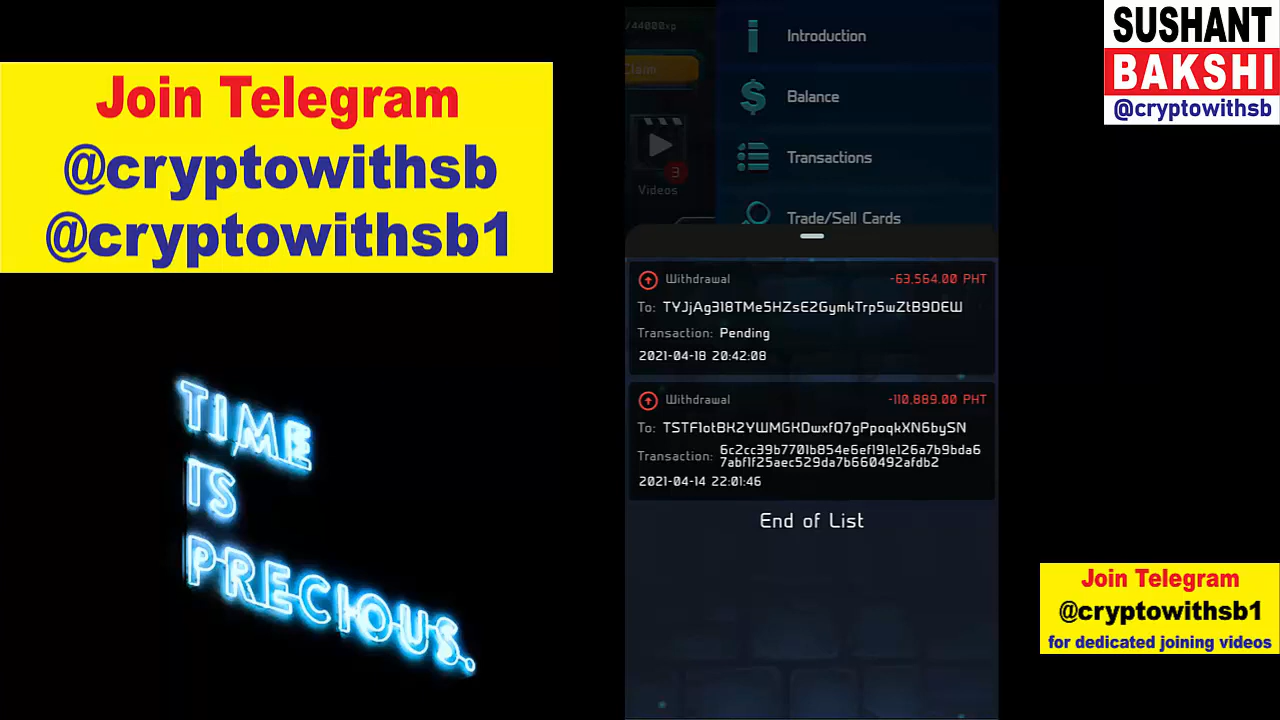 Join Telegram
@cryptowithsb
@cryptowithsb1
TIME
IS
PRECIOUS.
/44000xp
Claim
3
Videos
Introduction
Balance
Transactions
Trade/Sell Cards
Withdrawal -63,564.00 PHT
To: TYJjAg318TMe5HZsE2GymkTrp5wZtB9DEW
Transaction: Pending
2021-04-18 20:42:08
Withdrawal -110,889.00 PHT
To: TSTF1otBK2YWMGKDwxfQ7gPpoqkXN6bySN
Transaction: 6c2cc39b7701b854e6ef191e126a7b9bda6
7abf1f25aec529da7b660492afdb2
2021-04-14 22:01:46
End of List
SUSHANT
BAKSHI
@cryptowithsb
Join Telegram
@cryptowithsb1
for dedicated joining videos